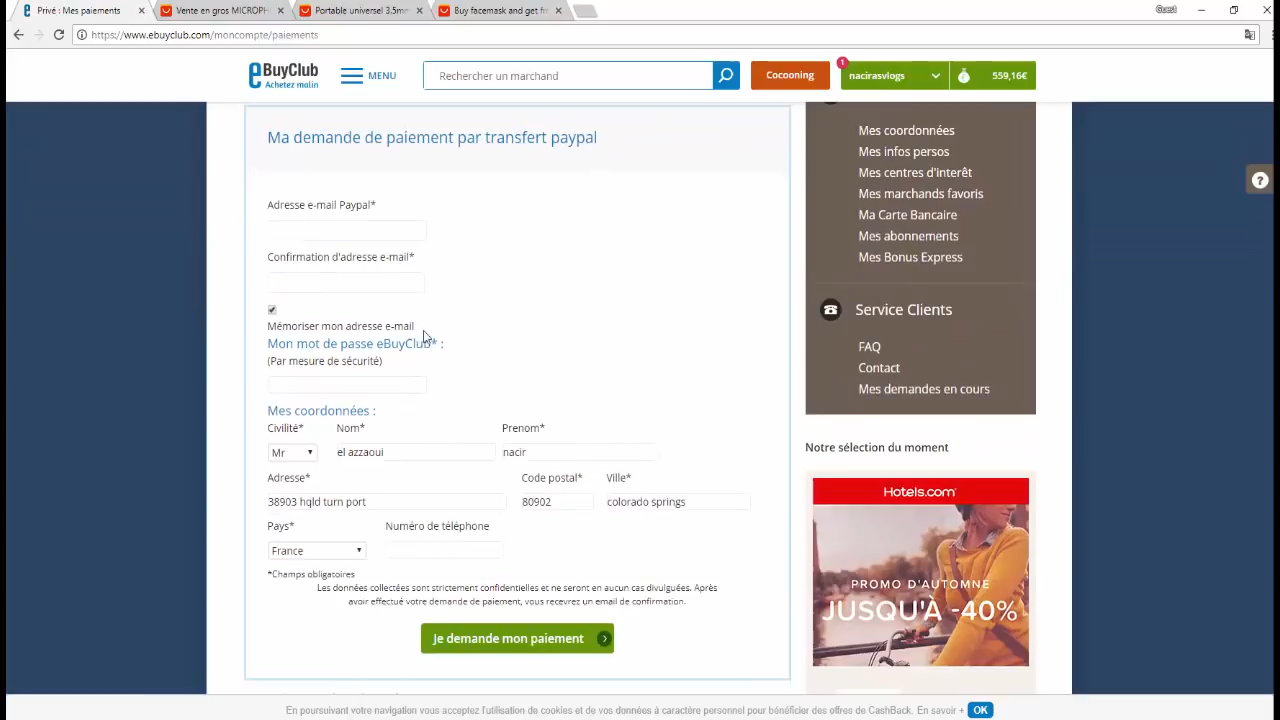 Privé : Mes paiements
Vente en gros MICROPH
Portable universel 3.5mm
Buy facemask and get f
Guest
https://www.ebuyclub.com/moncompte/paiements
eBuyClub
Achetez malin
MENU
Rechercher un marchand
Cocooning
1
nacirasvlogs
559,16€
Ma demande de paiement par transfert paypal
Adresse e-mail Paypal*
Confirmation d'adresse e-mail*
Mémoriser mon adresse e-mail
Mon mot de passe eBuyClub* :
(Par mesure de sécurité)
Mes coordonnées :
Civilité* Nom* Prenom*
Mr el azzaoui nacir
Adresse* Code postal* Ville*
38903 hqld turn port 80902 colorado springs
Pays* Numéro de téléphone
France
*Champs obligatoires
Les données collectées sont strictement confidentielles et ne seront en aucun cas divulguées. Après
avoir effectué votre demande de paiement, vous recevrez un email de confirmation.
Je demande mon paiement
Mes coordonnées
Mes infos persos
Mes centres d'interêt
Mes marchands favoris
Ma Carte Bancaire
Mes abonnements
Mes Bonus Express
Service Clients
FAQ
Contact
Mes demandes en cours
?
Notre sélection du moment
Hotels.com
PROMO D'AUTOMNE
JUSQU'À -40%
En poursuivant votre navigation vous acceptez l'utilisation de cookies et de vos données à caractère personnel pour bénéficier des offres de CashBack. En savoir + OK